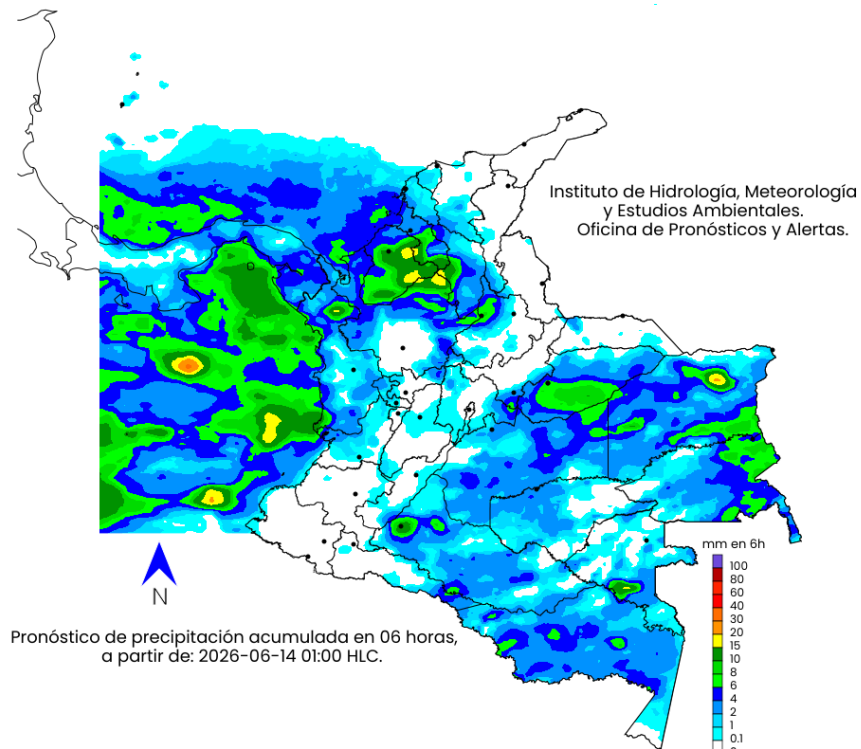 Instituto de Hidrología, Meteorología
y Estudios Ambientales.
Oficina de Pronósticos y Alertas.
mm en 6h
100
80
60
40
30
20
15
10
8
6
4
2
1
0.1
N
Pronóstico de precipitación acumulada en 06 horas,
a partir de: 2026-06-14 01:00 HLC.